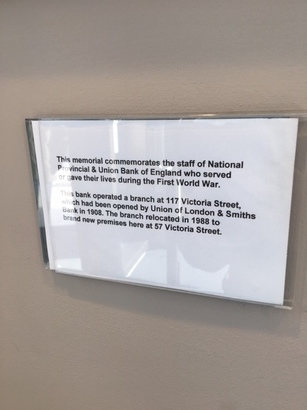 This memorial commemorates the staff of National
Provincial & Union Bank of England who served
or gave their lives during the First World War.
This bank operated a branch at 117 Victoria Street,
which had been opened by Union of London & Smiths
Bank in 1908. The branch relocated in 1988 to
brand new premises here at 57 Victoria Street.